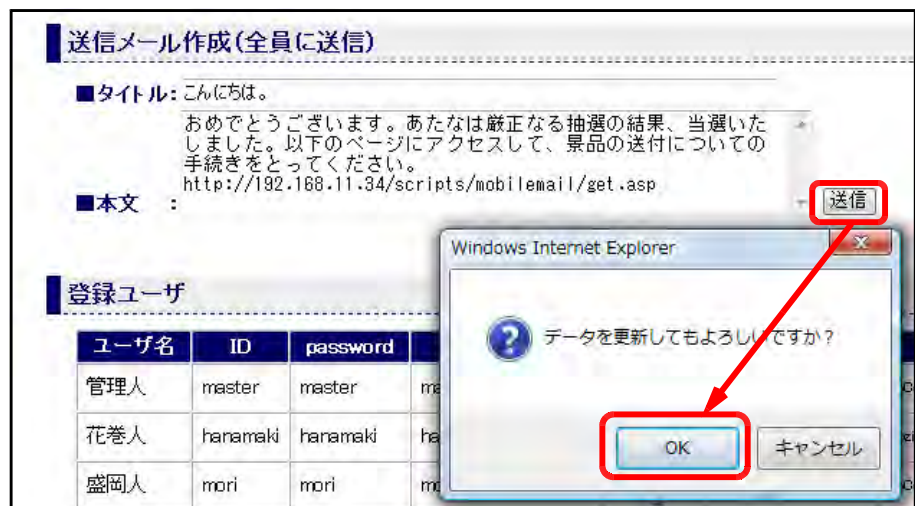 送信メール作成(全員に送信)
■タイトル: こんにちは。
おめでとうございます。あたなは厳正なる抽選の結果、当選いた
しました。以下のページにアクセスして、景品の送付についての
手続きをとってください。
http://192.168.11.34/scripts/mobilemail/get.asp
■本文 :
送信
Windows Internet Explorer
データを更新してもよろしいですか?
OK キャンセル
登録ユーザ
ユーザ名 ID password
管理人 master master
花巻人 hanamaki hanamaki
盛岡人 mori mori